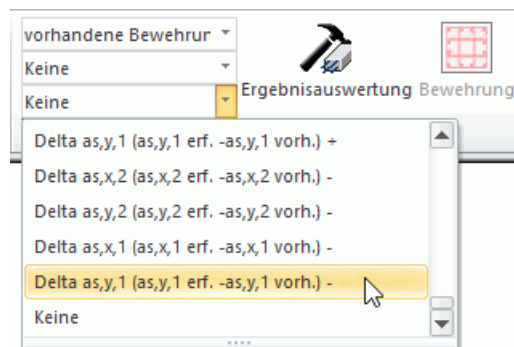 vorhandene Bewehrur
Keine
Keine
Ergebnisauswertung Bewehrung
Delta as,y,1 (as,y,1 erf. -as,y,1 vorh.) +
Delta as,x,2 (as,x,2 erf. -as,x,2 vorh.) -
Delta as,y,2 (as,y,2 erf. -as,y,2 vorh.) -
Delta as,x,1 (as,x,1 erf. -as,x,1 vorh.) -
Delta as,y,1 (as,y,1 erf. -as,y,1 vorh.) -
Keine